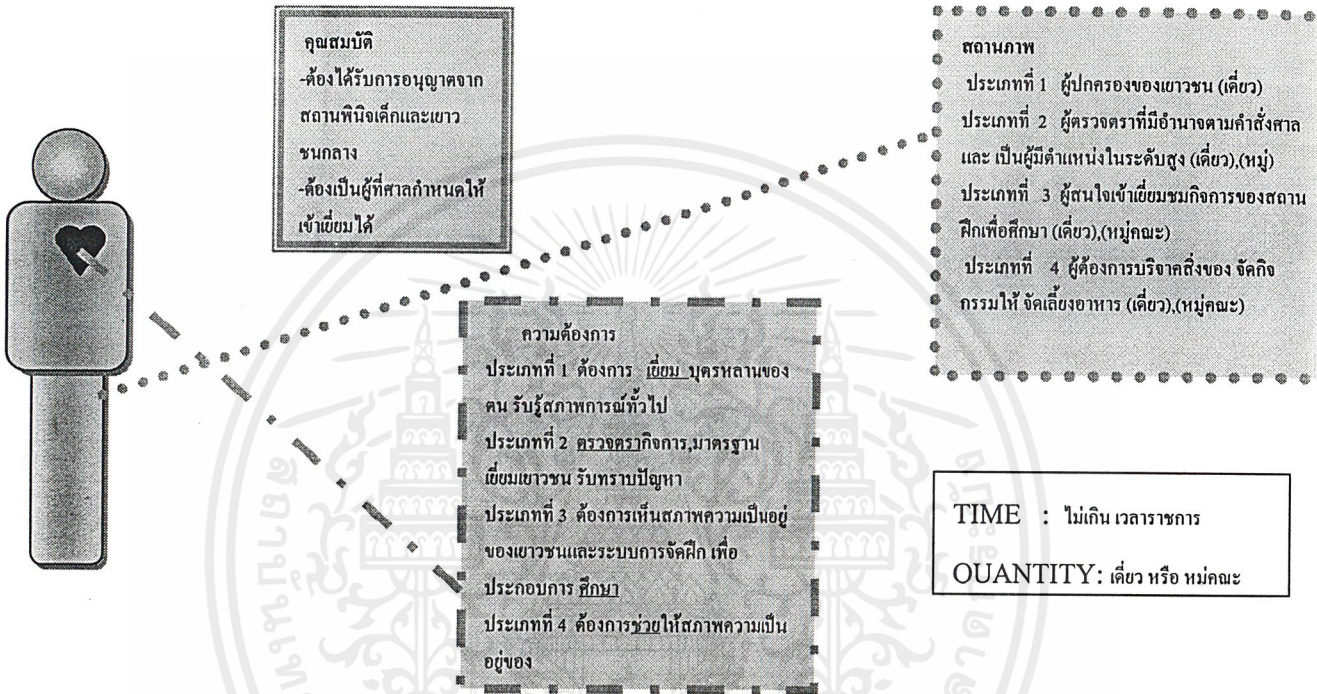 คุณสมบัติ
-ต้องได้รับการอนุญาตจาก
สถานพินิจเด็กและเยาว
ชนกลาง
-ต้องเป็นผู้ที่ศาลกำหนดให้
เข้าเยี่ยมได้
สถานภาพ
ประเภทที่ 1 ผู้ปกครองของเยาวชน (เดี่ยว)
ประเภทที่ 2 ผู้ตรวจตราที่มีอำนาจตามคำสั่งศาล
และ เป็นผู้มีตำแหน่งในระดับสูง (เดี่ยว),(หมู่)
ประเภทที่ 3 ผู้สนใจเข้าเยี่ยมชมกิจการของสถาน
ฝึกเพื่อศึกษา (เดี่ยว),(หมู่คณะ)
ประเภทที่ 4 ผู้ต้องการบริจาคสิ่งของ จัดกิจ
กรรมให้ จัดเลี้ยงอาหาร (เดี่ยว),(หมู่คณะ)
ความต้องการ
ประเภทที่ 1 ต้องการ เยี่ยม บุตรหลานของ
ตน รับรู้สภาพการณ์ทั่วไป
ประเภทที่ 2 ตรวจตรากิจการ,มาตรฐาน
เยี่ยมเยาวชน รับทราบปัญหา
ประเภทที่ 3 ต้องการเห็นสภาพความเป็นอยู่
ของเยาวชนและระบบการจัดฝึก เพื่อ
ประกอบการ ศึกษา
ประเภทที่ 4 ต้องการช่วยให้สภาพความเป็น
อยู่ของ
TIME : ไม่เกิน เวลาราชการ
QUANTITY: เดี่ยว หรือ หมู่คณะ